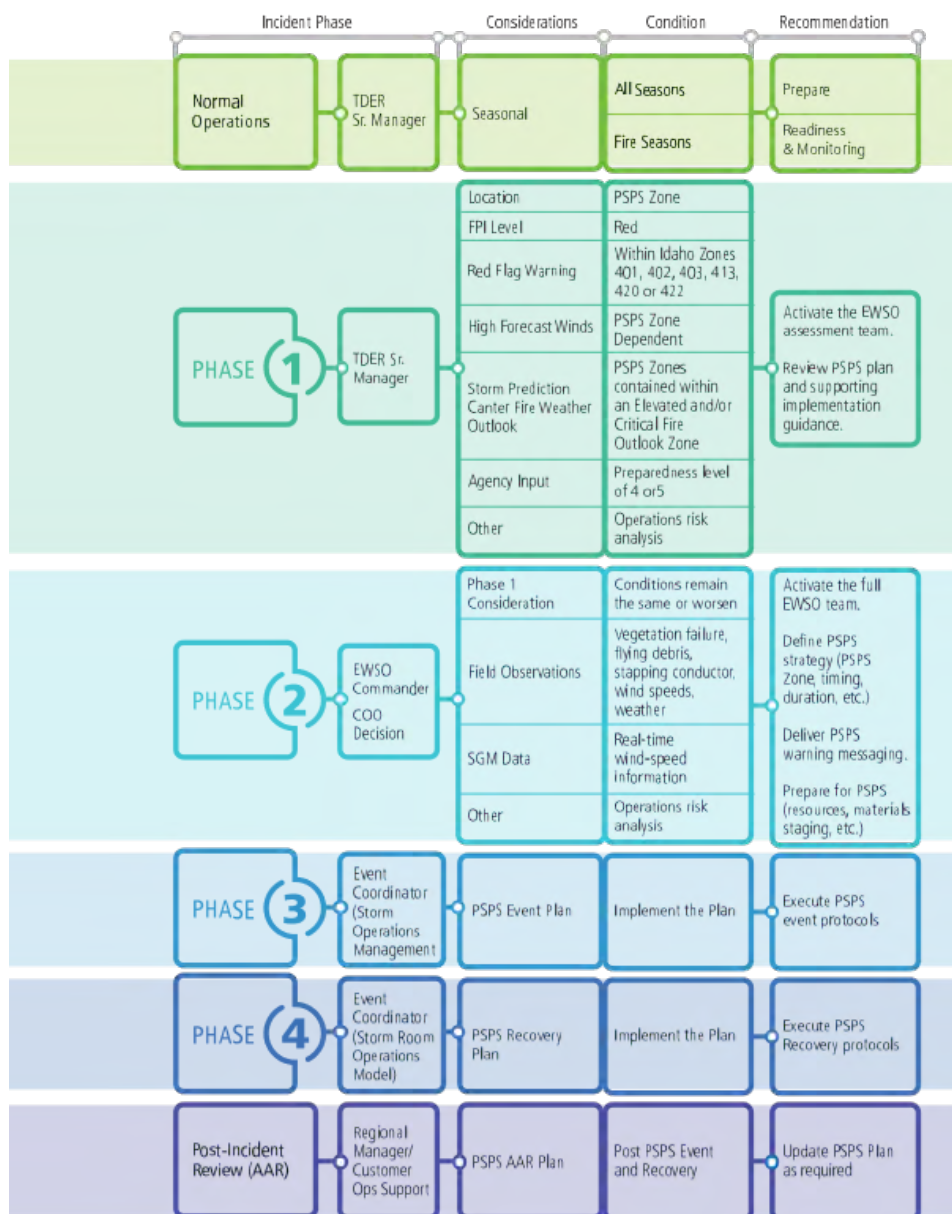 Incident Phase
Considerations
Condition
Recommendation
Normal
Operations
TDER
Sr. Manager
Seasonal
All Seasons
Fire Seasons
Prepare
Readiness
& Monitoring
PHASE 1
TDER Sr.
Manager
Location
PSPS Zone
FPI Level
Red
Red Flag Warning
Within Idaho Zones
401, 402, 403, 413,
420 or 422
High Forecast Winds
PSPS Zone
Dependent
Storm Prediction
Canter Fire Weather
Outlook
PSPS Zones
contained within
an Elevated and/or
Critical Fire
Outlook Zone
Agency Input
Preparedness level
of 4 or5
Other
Operations risk
analysis
Activate the EWSO
assessment team.
Review PSPS plan
and supporting
implementation
guidance.
PHASE 2
EWSO
Commander
COO
Decision
Phase 1
Consideration
Conditions remain
the same or worsen
Field Observations
Vegetation failure,
flying debris,
stapping conductor,
wind speeds,
weather
SGM Data
Real-time
wind-speed
information
Other
Operations risk
analysis
Activate the full
EWSO team.
Define PSPS
strategy (PSPS
Zone, timing,
duration, etc.)
Deliver PSPS
warning messaging.
Prepare for PSPS
(resources, materials
staging, etc.)
PHASE 3
Event
Coordinator
(Storm
Operations
Management
PSPS Event Plan
Implement the Plan
Execute PSPS
event protocols
PHASE 4
Event
Coordinator
(Storm Room
Operations
Model)
PSPS Recovery
Plan
Implement the Plan
Execute PSPS
Recovery protocols
Post-Incident
Review (AAR)
Regional
Manager/
Customer
Ops Support
PSPS AAR Plan
Post PSPS Event
and Recovery
Update PSPS Plan
as required